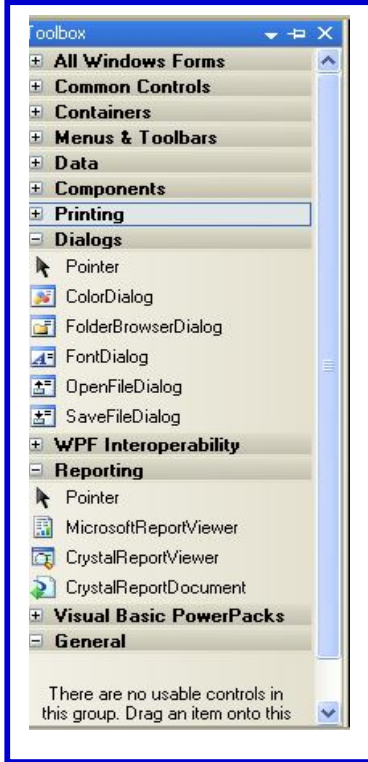 Toolbox
All Windows Forms
Common Controls
Containers
Menus & Toolbars
Data
Components
Printing
Dialogs
Pointer
ColorDialog
FolderBrowserDialog
FontDialog
OpenFileDialog
SaveFileDialog
WPF Interoperability
Reporting
Pointer
MicrosoftReportViewer
CrystalReportViewer
CrystalReportDocument
Visual Basic PowerPacks
General
There are no usable controls in
this group. Drag an item onto this